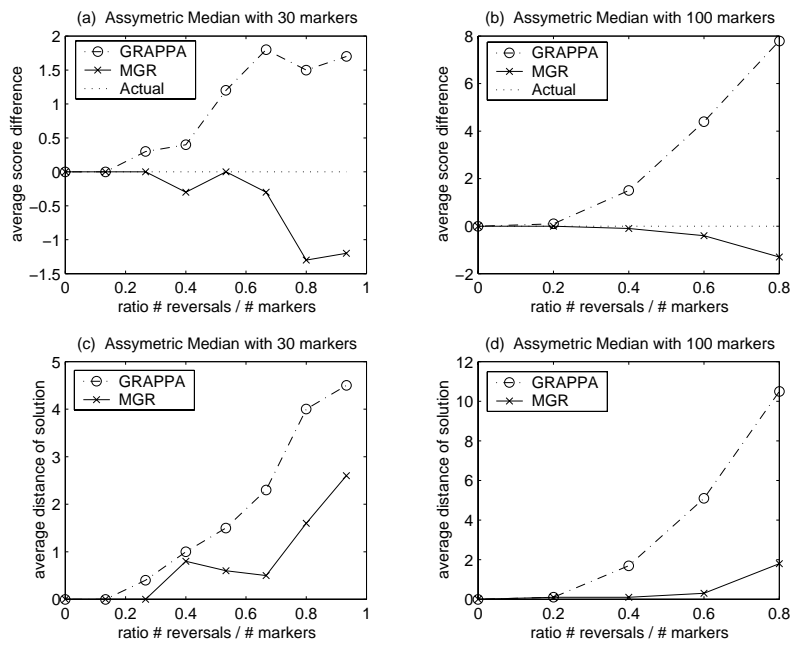 (a) Assymetric Median with 30 markers
2
1.5
1
0.5
0
−0.5
−1
−1.5
average score difference
GRAPPA
MGR
Actual
0 0.2 0.4 0.6 0.8 1
ratio # reversals / # markers
(b) Assymetric Median with 100 markers
8
6
4
2
0
−2
average score difference
GRAPPA
MGR
Actual
0 0.2 0.4 0.6 0.8
ratio # reversals / # markers
(c) Assymetric Median with 30 markers
5
4
3
2
1
0
average distance of solution
GRAPPA
MGR
0 0.2 0.4 0.6 0.8 1
ratio # reversals / # markers
(d) Assymetric Median with 100 markers
12
10
8
6
4
2
0
average distance of solution
GRAPPA
MGR
0 0.2 0.4 0.6 0.8
ratio # reversals / # markers